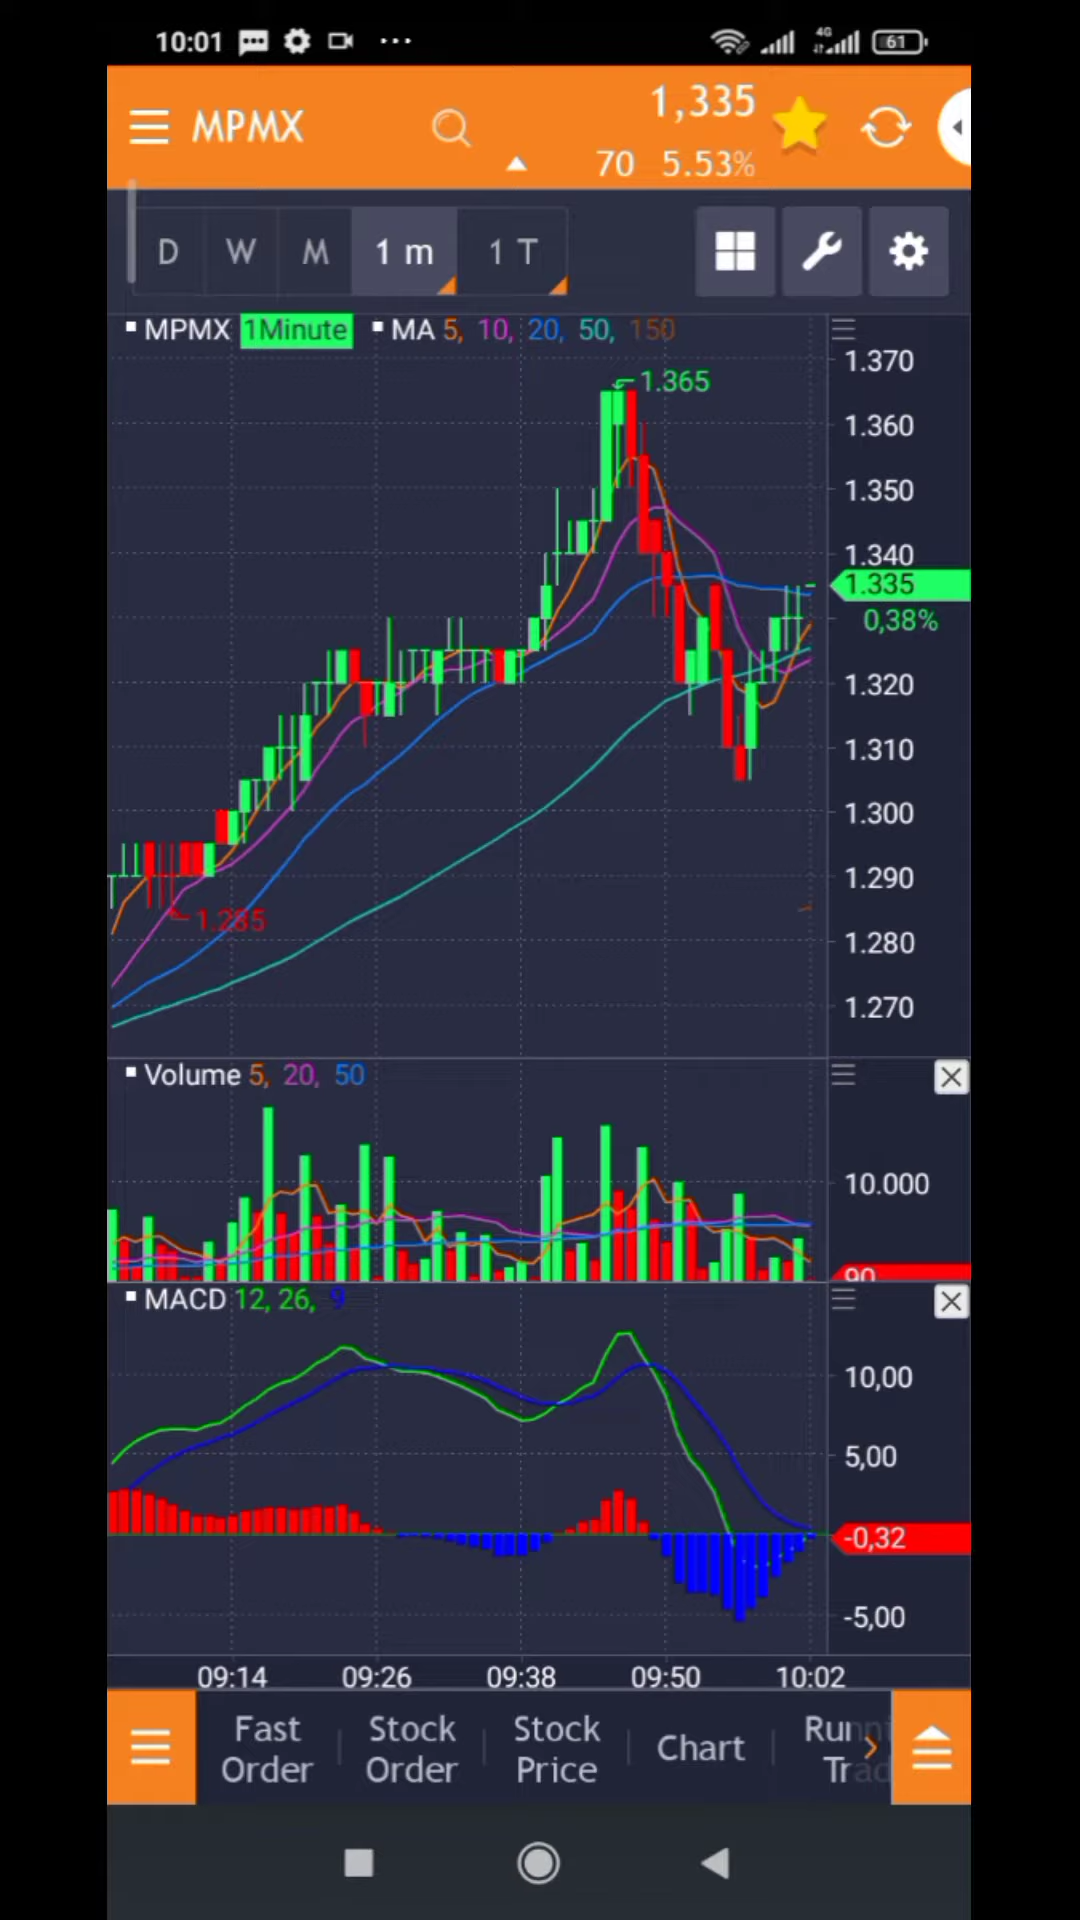 10:01 4G 61
MPMX 1,335
70 5.53%
D W M 1 m 1 T
MPMX 1Minute MA 5, 10, 20, 50, 150
1.370
1.365
1.360
1.350
1.340
1.335
0,38%
1.320
1.310
1.300
1.290
1.285
1.280
1.270
Volume 5, 20, 50
10.000
90
MACD 12, 26, 9
10,00
5,00
-0,32
-5,00
09:14 09:26 09:38 09:50 10:02
Fast Stock Stock Chart
Order Order Price